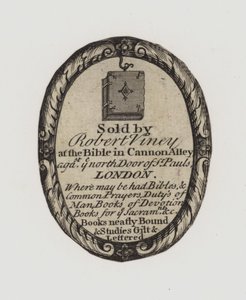 Sold by
Robert Viney
at the Bible in Cannon Alley
agst. ye north Door of St. Pauls
LONDON.
Where may be had Bibles, &
Common Prayers, Duty's of
Man, Books of Devotion
Books for ye Sacramt. &c.
Books neatly Bound
& Studies Gilt &
Lettered